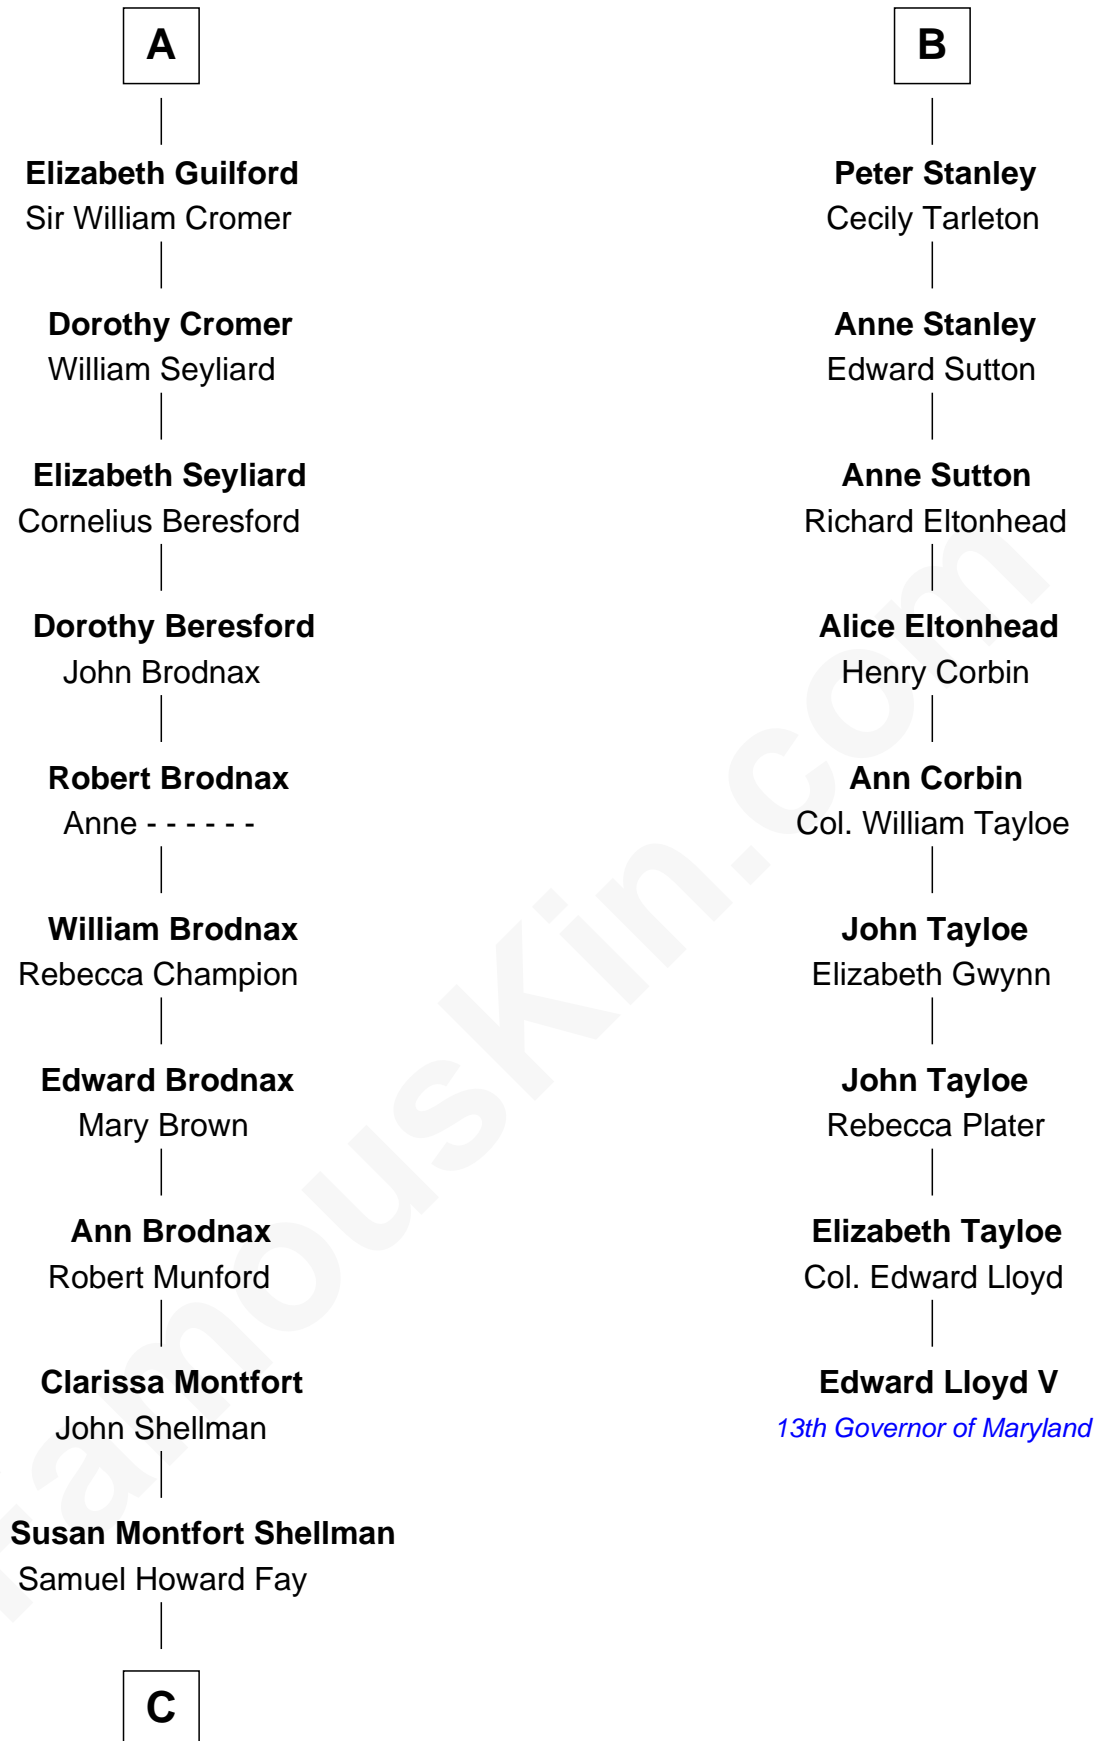 A
Elizabeth Guilford
Sir William Cromer
Dorothy Cromer
William Seyliard
Elizabeth Seyliard
Cornelius Beresford
Dorothy Beresford
John Brodnax
Robert Brodnax
Anne - - - - - -
William Brodnax
Rebecca Champion
Edward Brodnax
Mary Brown
Ann Brodnax
Robert Munford
Clarissa Montfort
John Shellman
Susan Montfort Shellman
Samuel Howard Fay
C
B
Peter Stanley
Cecily Tarleton
Anne Stanley
Edward Sutton
Anne Sutton
Richard Eltonhead
Alice Eltonhead
Henry Corbin
Ann Corbin
Col. William Tayloe
John Tayloe
Elizabeth Gwynn
John Tayloe
Rebecca Plater
Elizabeth Tayloe
Col. Edward Lloyd
Edward Lloyd V
13th Governor of Maryland
FamousKin.com